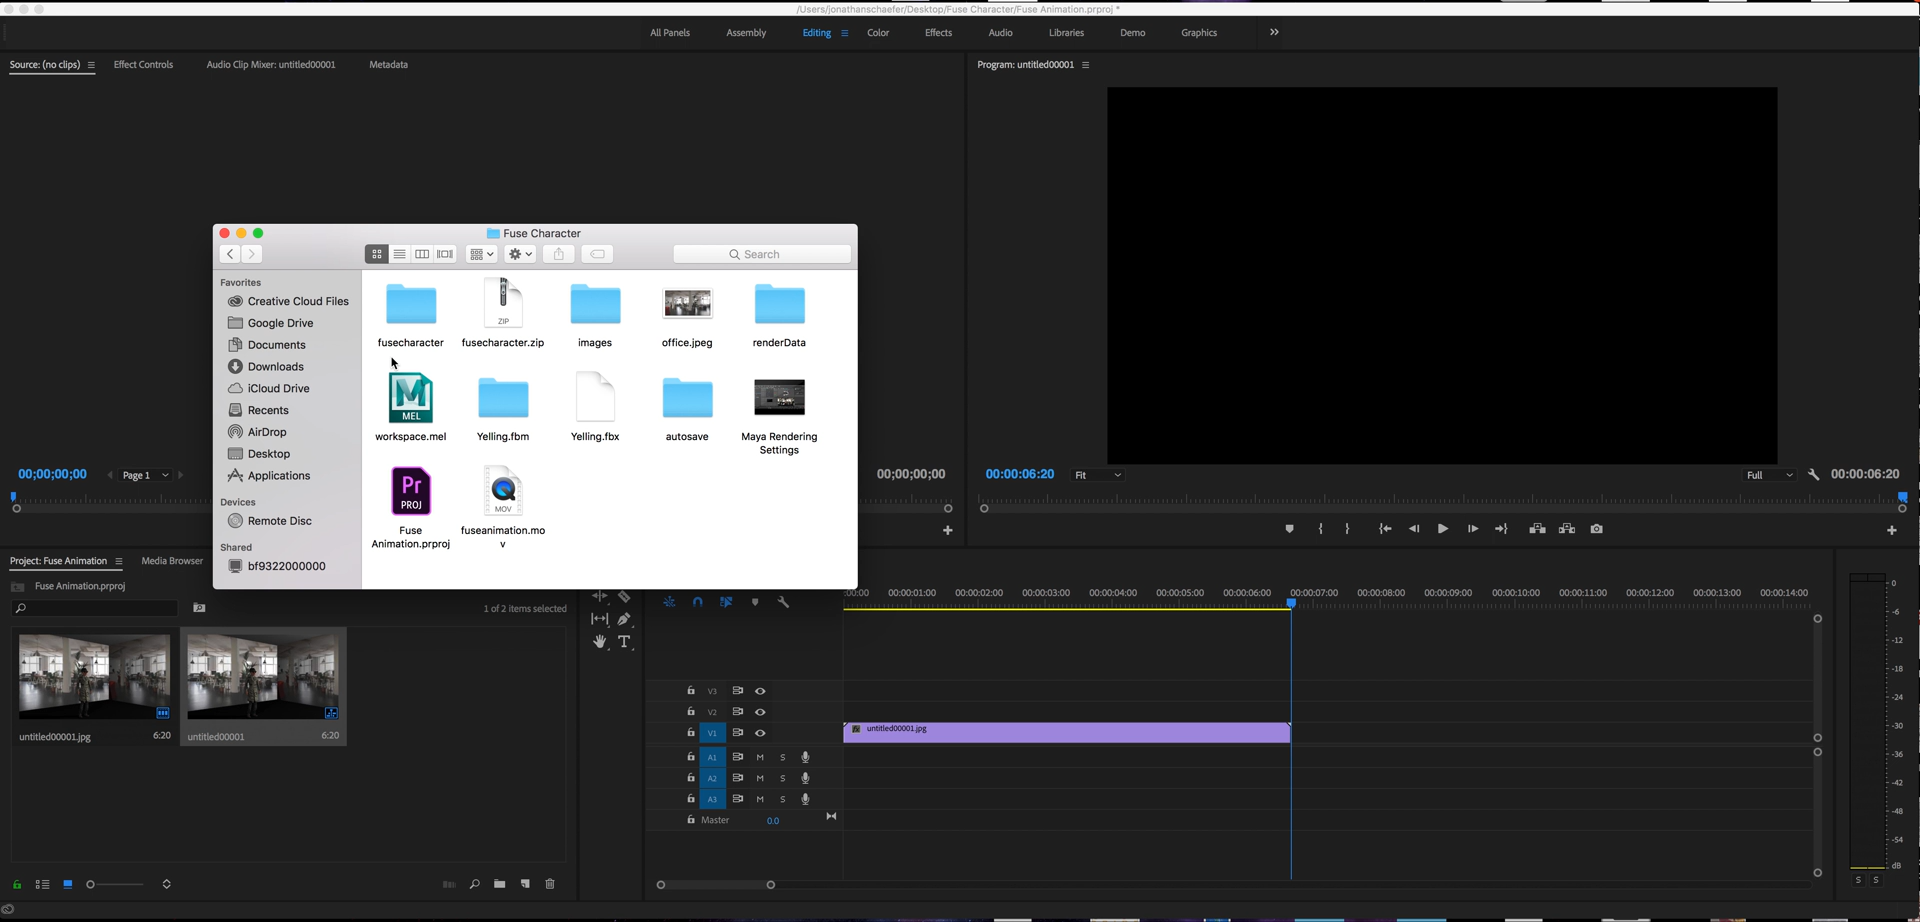 /Users/jonathanschaefer/Desktop/Fuse Character/Fuse Animation.prproj *
All Panels Assembly Editing Color Effects Audio Libraries Demo Graphics
Source: (no clips) Effect Controls Audio Clip Mixer: untitled00001 Metadata
Program: untitled00001
Fuse Character
Search
Favorites
Creative Cloud Files
Google Drive
Documents
Downloads
iCloud Drive
Recents
AirDrop
Desktop
Applications
Devices
Remote Disc
Shared
bf9322000000
ZIP
fusecharacter fusecharacter.zip images office.jpeg renderData
MEL
workspace.mel Yelling.fbm Yelling.fbx autosave Maya Rendering
Settings
Pr
PROJ
MOV
Fuse
Animation.prproj
fuseanimation.mo
v
00;00;00;00 Page 1 00;00;00;00
00:00:06:20 Fit Full 00:00:06:20
Project: Fuse Animation Media Browser
Fuse Animation.prproj
1 of 2 items selected
untitled00001.jpg 6:20 untitled00001 6:20
:00:00 00:00:01:00 00:00:02:00 00:00:03:00 00:00:04:00 00:00:05:00 00:00:06:00 00:00:07:00 00:00:08:00 00:00:09:00 00:00:10:00 00:00:11:00 00:00:12:00 00:00:13:00 00:00:14:00
T
V3
V2
V1 untitled00001.jpg
A1 M S
A2 M S
A3 M S
Master 0.0
0
-6
-12
-18
-24
-30
-36
-42
-48
-54
dB
S S